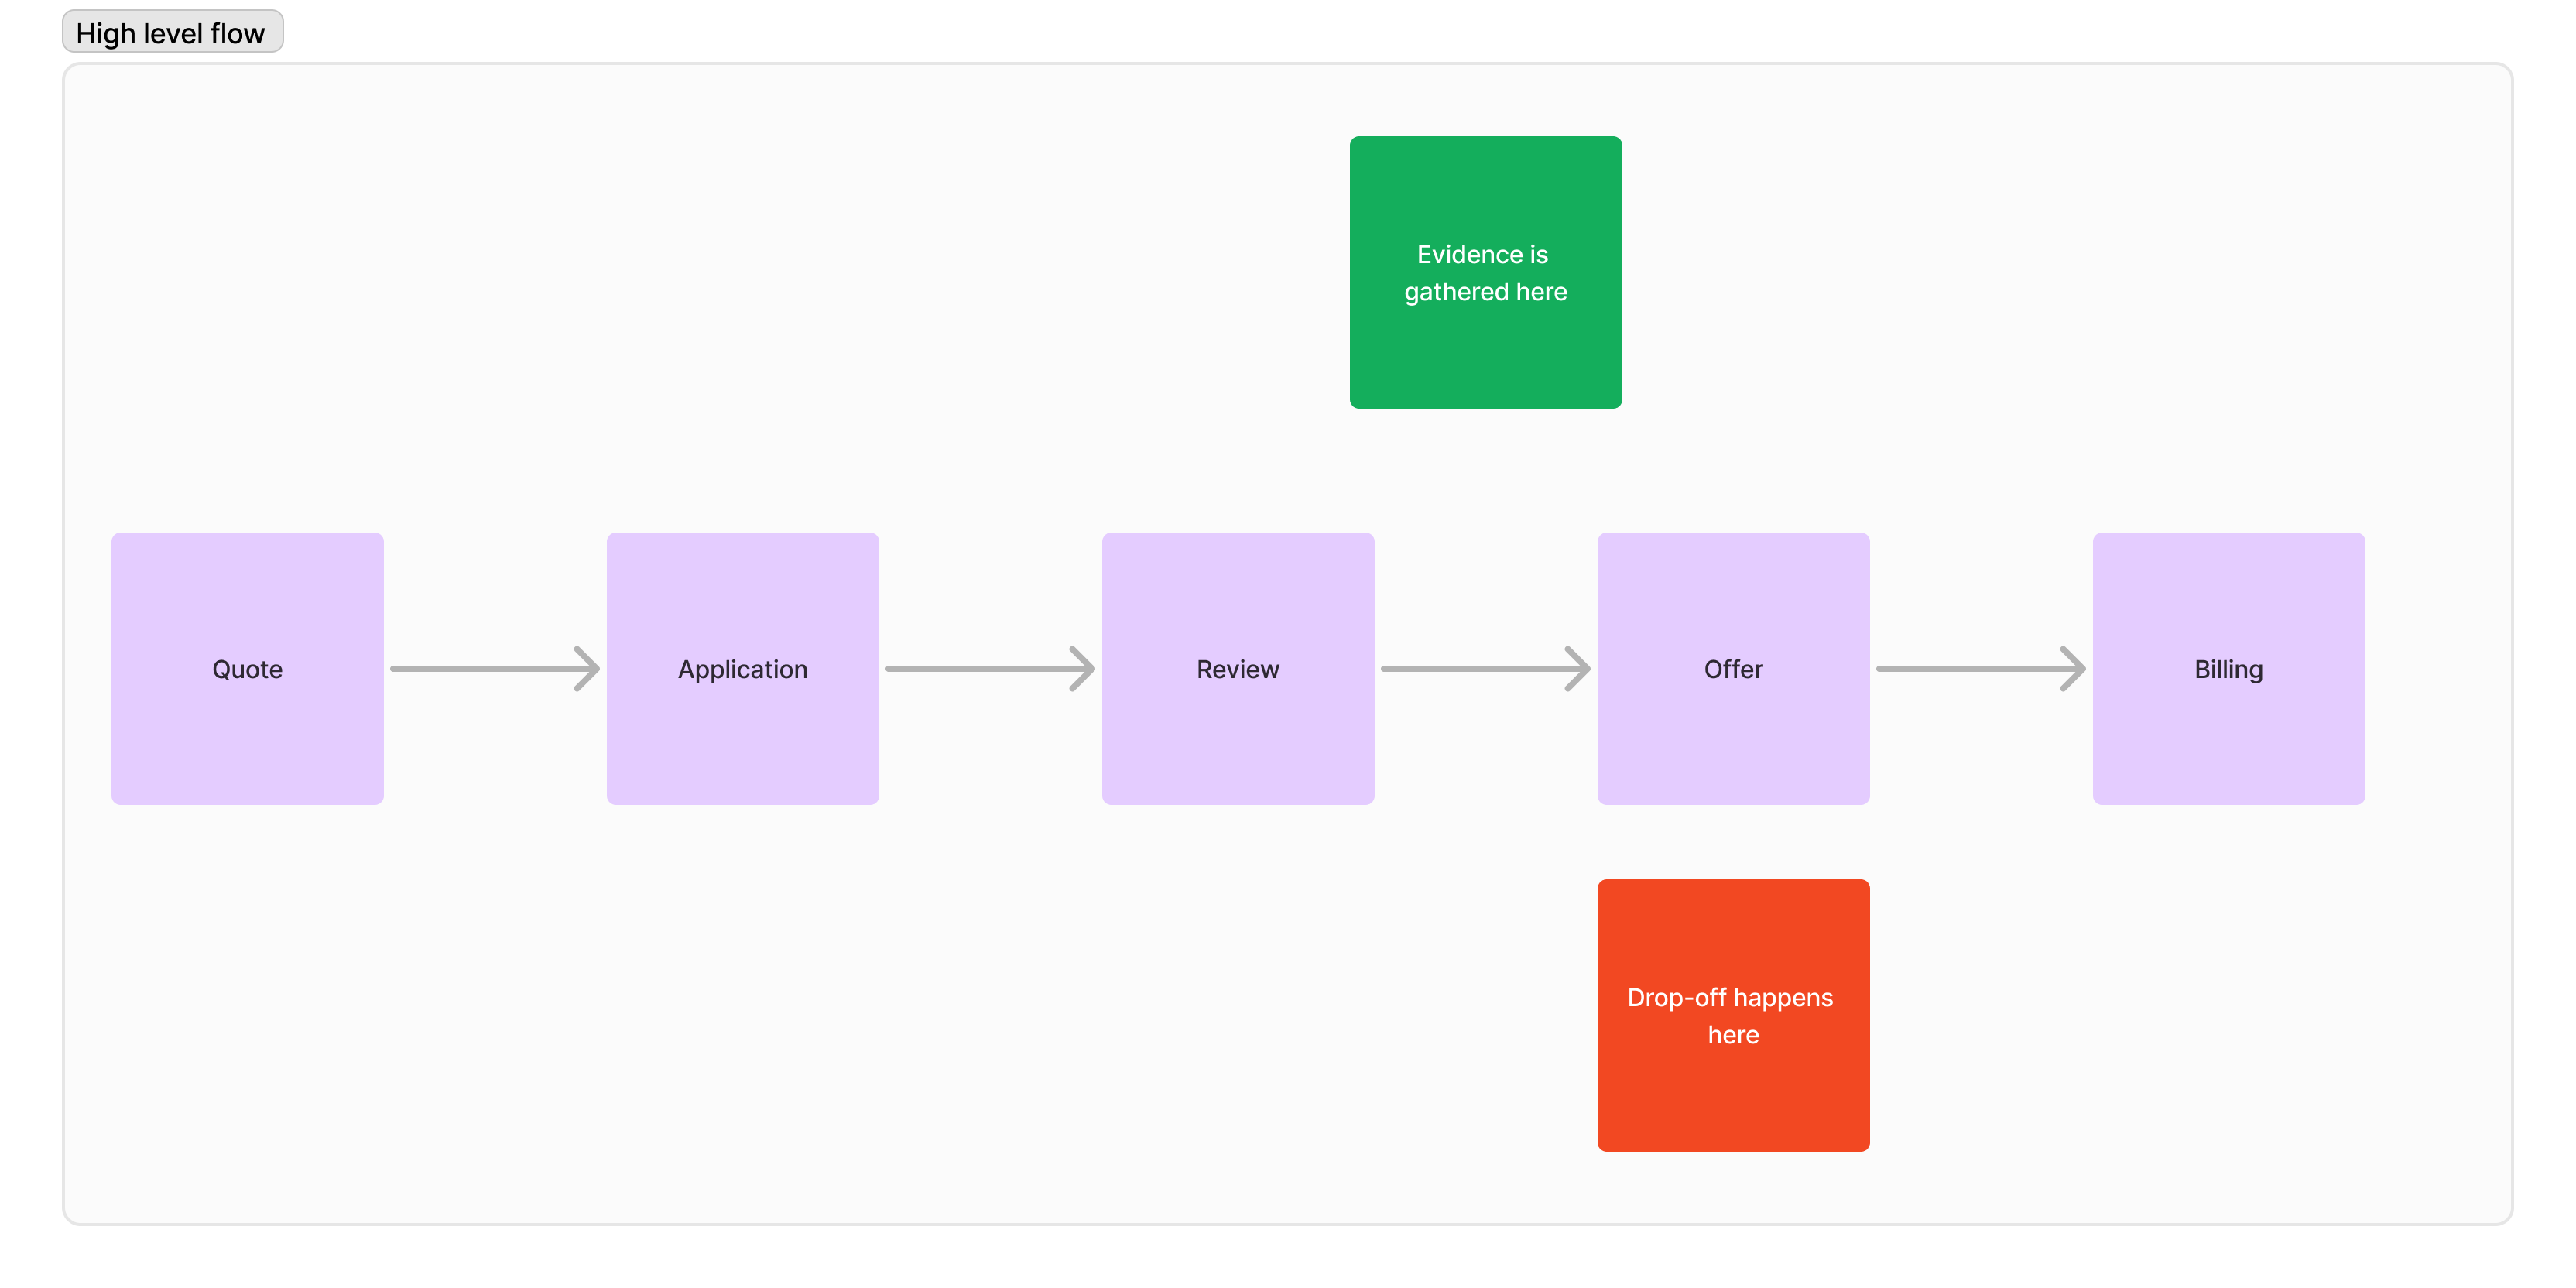 High level flow
Evidence is
gathered here
Quote
Application
Review
Offer
Billing
Drop-off happens
here